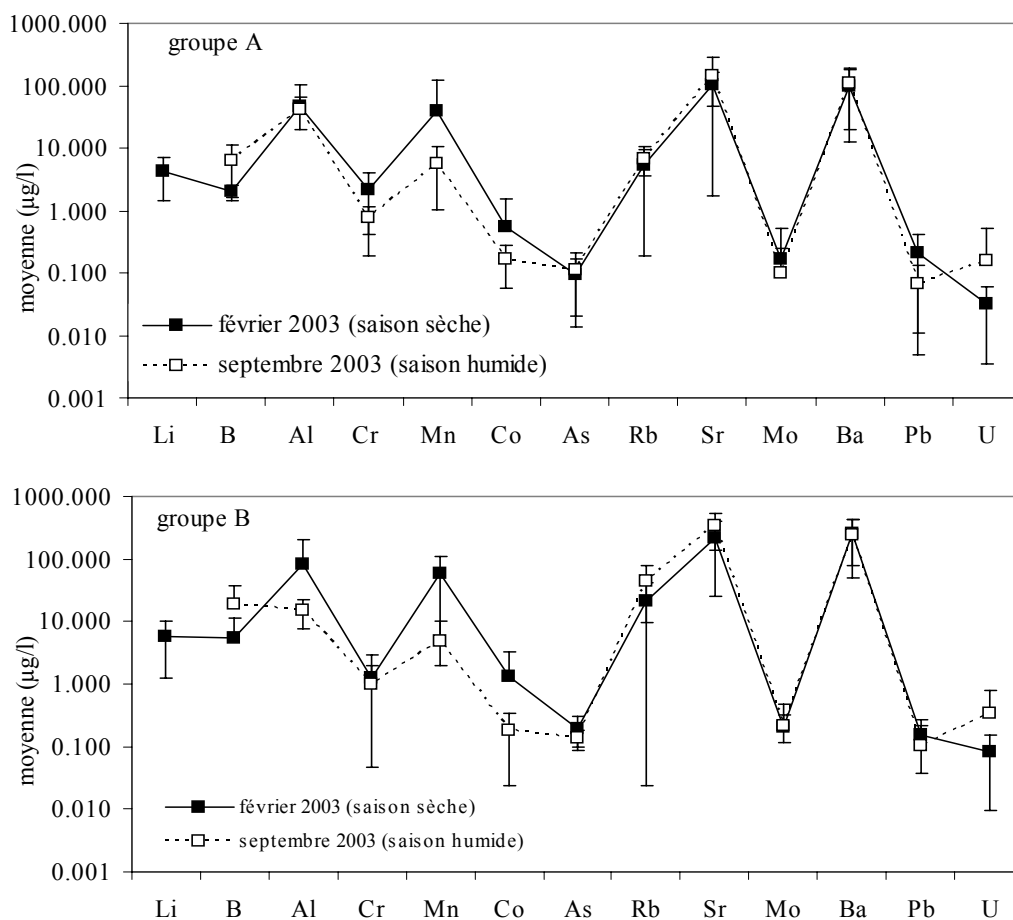 groupe A
moyenne (µg/l)
1000.000
100.000
10.000
1.000
0.100
0.010
0.001
février 2003 (saison sèche)
septembre 2003 (saison humide)
Li B Al Cr Mn Co As Rb Sr Mo Ba Pb U
groupe B
moyenne (µg/l)
1000.000
100.000
10.000
1.000
0.100
0.010
0.001
février 2003 (saison sèche)
septembre 2003 (saison humide)
Li B Al Cr Mn Co As Rb Sr Mo Ba Pb U